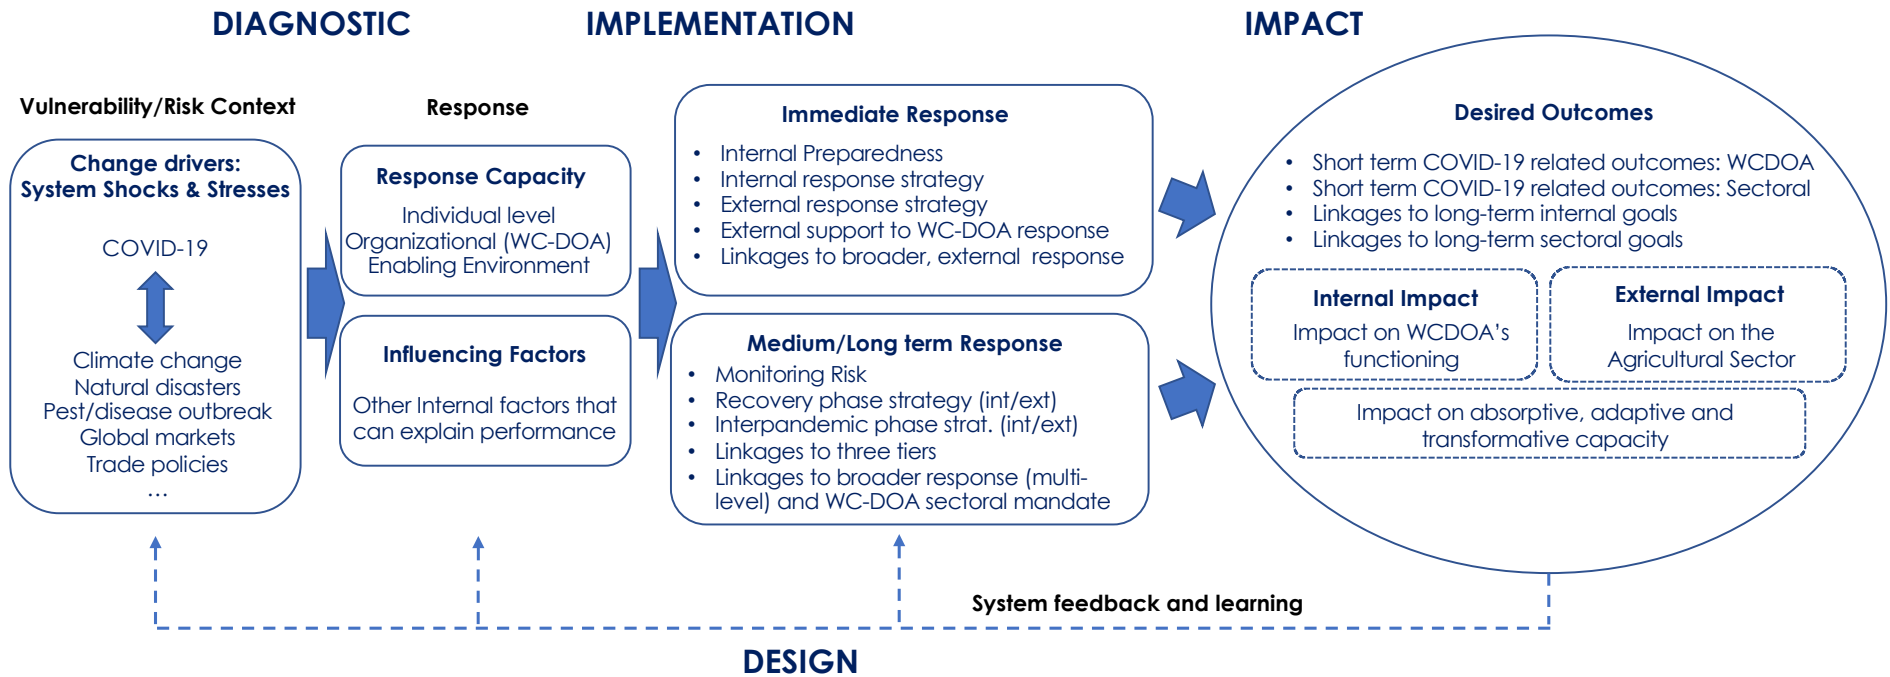 DIAGNOSTIC
IMPLEMENTATION
IMPACT
Vulnerability/Risk Context
Change drivers:
System Shocks & Stresses
COVID-19
Climate change
Natural disasters
Pest/disease outbreak
Global markets
Trade policies
…
Response
Response Capacity
Individual level
Organizational (WC-DOA)
Enabling Environment
Influencing Factors
Other Internal factors that
can explain performance
Immediate Response
• Internal Preparedness
• Internal response strategy
• External response strategy
• External support to WC-DOA response
• Linkages to broader, external  response
Medium/Long term Response
• Monitoring Risk
• Recovery phase strategy (int/ext)
• Interpandemic phase strat. (int/ext)
• Linkages to three tiers
• Linkages to broader response (multi-
level) and WC-DOA sectoral mandate
Desired Outcomes
• Short term COVID-19 related outcomes: WCDOA
• Short term COVID-19 related outcomes: Sectoral
• Linkages to long-term internal goals
• Linkages to long-term sectoral goals
Internal Impact
Impact on WCDOA's
functioning
External Impact
Impact on the
Agricultural Sector
Impact on absorptive, adaptive and
transformative capacity
System feedback and learning
DESIGN